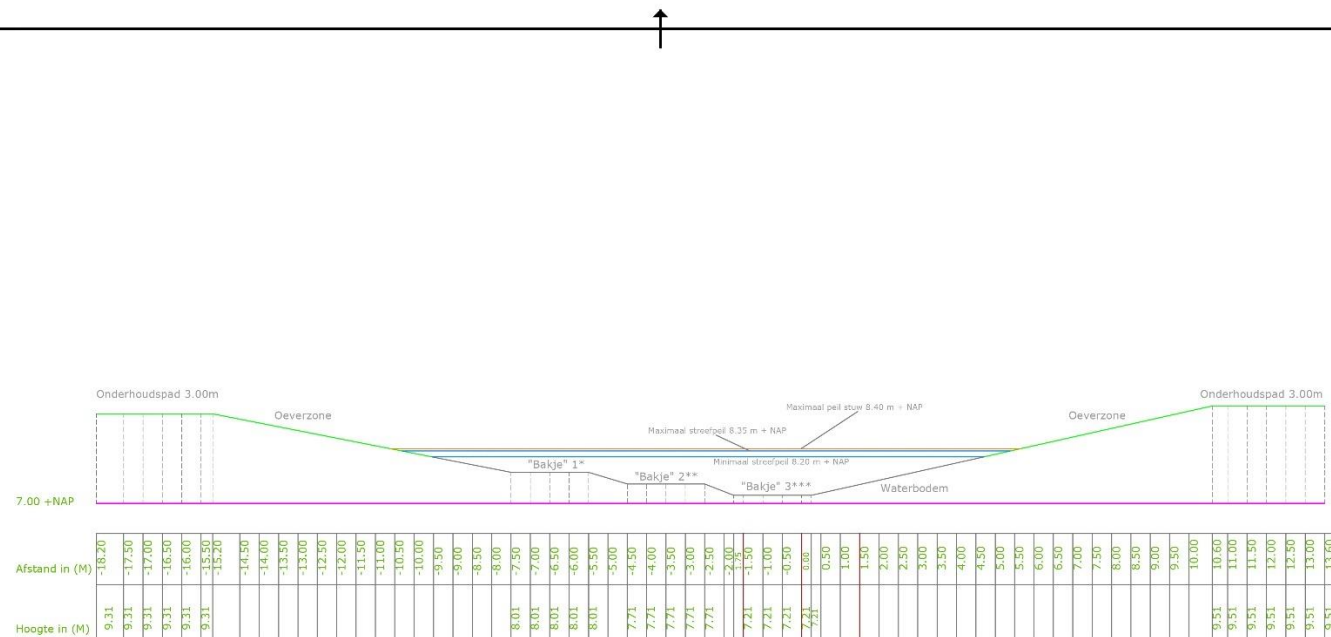 Onderhoudspad 3.00m
Onderhoudspad 3.00m
Oeverzone
Maximaal peil stuw 8.40 m + NAP
Oeverzone
Maximaal streefpeil 8.35 m + NAP
"Bakje" 1*
Minimaal streefpeil 8.20 m + NAP
"Bakje" 2**
"Bakje" 3***
Waterbodem
7.00 +NAP
Afstand in (M) -18.20 -17.50 -17.00 -16.50 -16.00 -15.50 -15.20 -14.50 -14.00 -13.50 -13.00 -12.50 -12.00 -11.50 -11.00 -10.50 -10.00 -9.50 -9.00 -8.50 -8.00 -7.50 -7.00 -6.50 -6.00 -5.50 -5.00 -4.50 -4.00 -3.50 -3.00 -2.50 -2.00 1.75 -1.50 -1.00 -0.50 0.00 0.50 1.00 1.50 2.00 2.50 3.00 3.50 4.00 4.50 5.00 5.50 6.00 6.50 7.00 7.50 8.00 8.50 9.00 9.50 10.00 10.60 11.00 11.50 12.00 12.50 13.00 13.60
Hoogte in (M) 9.31 9.31 9.31 9.31 9.31 9.31 8.01 8.01 8.01 8.01 8.01 7.71 7.71 7.71 7.71 7.71 7.21 7.21 7.21 7.21 7.21 9.51 9.51 9.51 9.51 9.51 9.51 9.51